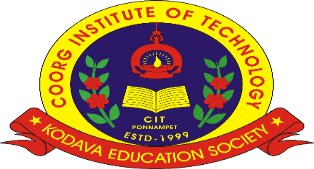 COORG INSTITUTE OF TECHNOLOGY
CIT
PONNAMPET
ESTD-1999
★ KODAVA EDUCATION SOCIETY ★